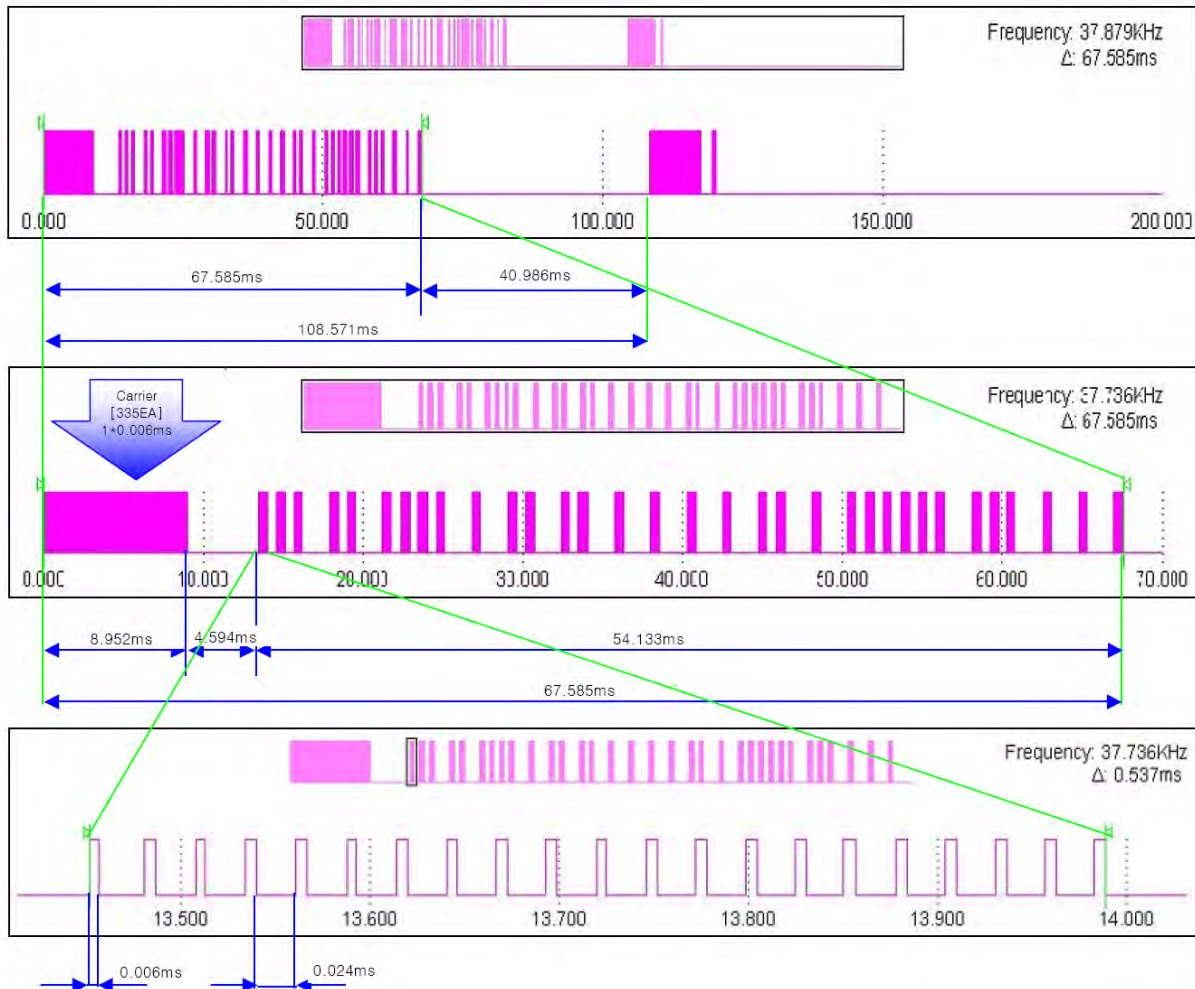 Frequency: 37.879KHz
Δ: 67.585ms
0.000 50.000 100.000 150.000 200.000
67.585ms 40.986ms
108.571ms
Carrier
[335EA]
1*0.006ms
Frequency: 37.736KHz
Δ: 67.585ms
0.000 10.000 20.000 30.000 40.000 50.000 60.000 70.000
8.952ms 4.594ms 54.133ms
67.585ms
Frequency: 37.736KHz
Δ: 0.537ms
13.500 13.600 13.700 13.800 13.900 14.000
0.006ms 0.024ms